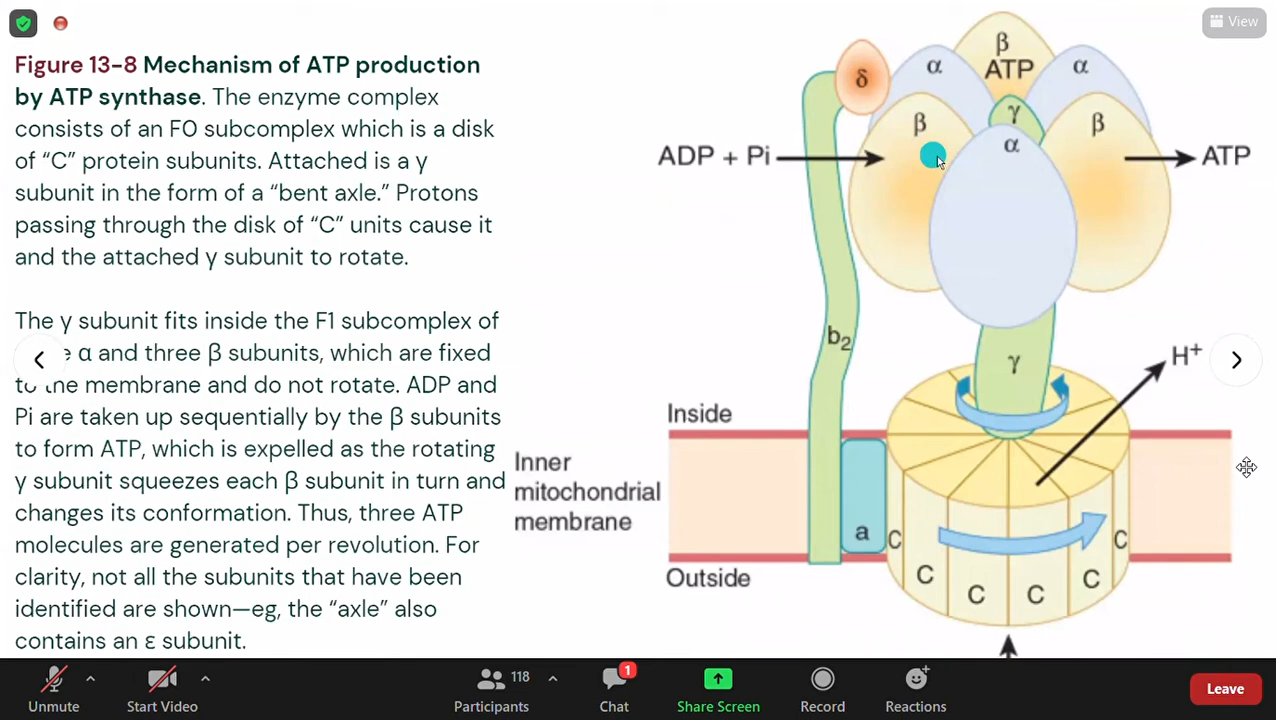 View
Figure 13-8 Mechanism of ATP production
by ATP synthase. The enzyme complex
consists of an F0 subcomplex which is a disk
of “C” protein subunits. Attached is a γ
subunit in the form of a “bent axle.” Protons
passing through the disk of “C” units cause it
and the attached γ subunit to rotate.
The γ subunit fits inside the F1 subcomplex of
α and three β subunits, which are fixed
the membrane and do not rotate. ADP and
Pi are taken up sequentially by the β subunits
to form ATP, which is expelled as the rotating
γ subunit squeezes each β subunit in turn and
changes its conformation. Thus, three ATP
molecules are generated per revolution. For
clarity, not all the subunits that have been
identified are shown—eg, the “axle” also
contains an ε subunit.
β
ATP
α
α
δ
γ
β
β
α
ADP + Pi
ATP
b2
γ
H+
Inside
Inner
mitochondrial
membrane
a
C
C
C
C
C
C
Outside
Unmute
Start Video
Participants
118
Chat
1
Share Screen
Record
Reactions
Leave